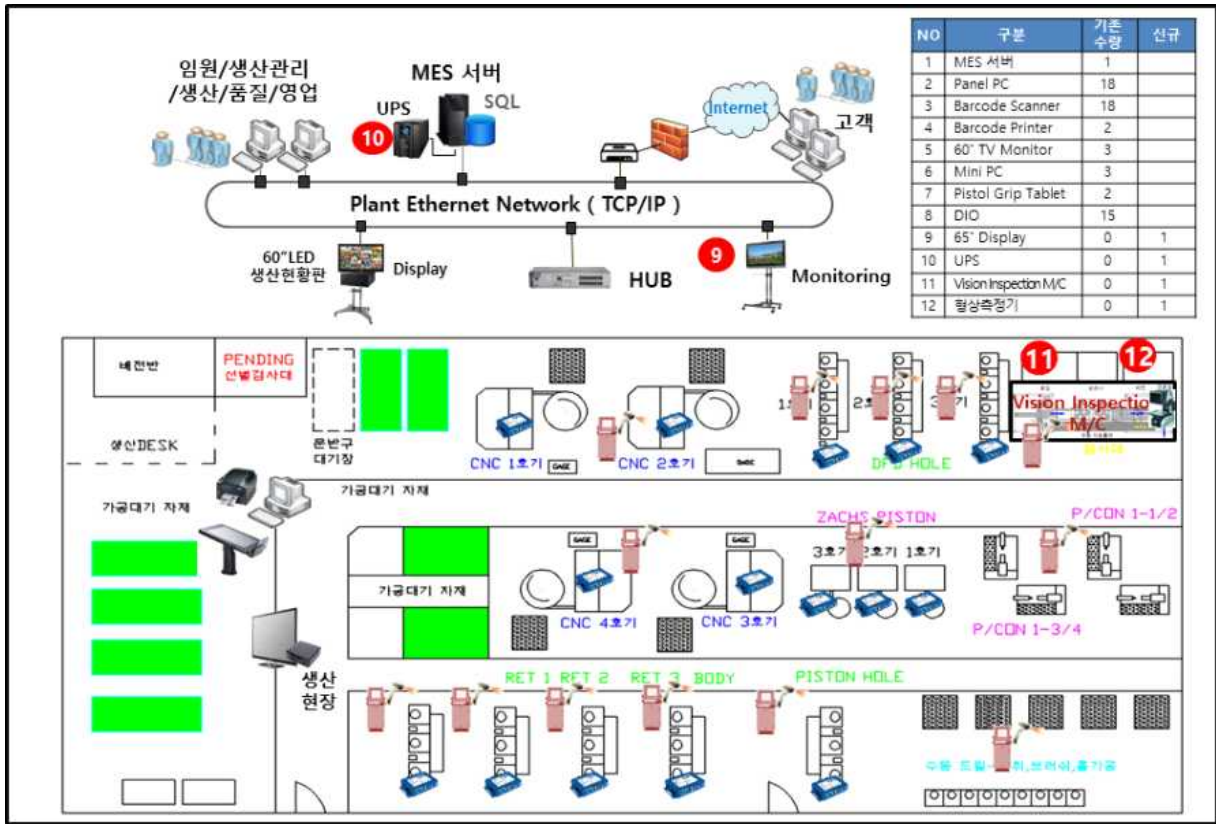 임원/생산관리
/생산/품질/영업
MES 서버
SQL
UPS
10
Internet
고객
Plant Ethernet Network ( TCP/IP )
60"LED
생산현황판
Display
HUB
9
Monitoring
NO 구분 기존 수량 신규
1 MES 서버 1
2 Panel PC 18
3 Barcode Scanner 18
4 Barcode Printer 2
5 60" TV Monitor 3
6 Mini PC 3
7 Pistol Grip Tablet 2
8 DIO 15
9 65" Display 0 1
10 UPS 0 1
11 Vision Inspection M/C 0 1
12 형상측정기 0 1
배전반
PENDING
선별검사대
생산DESK
운반구
대기장
CNC 1호기
GAGE
CNC 2호기
GAGE
DFD HOLE
11
12
Vision Inspectio
M/C
가공대기 자재
가공대기 자재
ZACHS PISTON
P/CON 1-1/2
GAGE
GAGE
3호기 2호기 1호기
가공대기 자재
CNC 4호기
CNC 3호기
P/CON 1-3/4
생산
현장
RET 1 RET 2 RET 3 BODY
PISTON HOLE